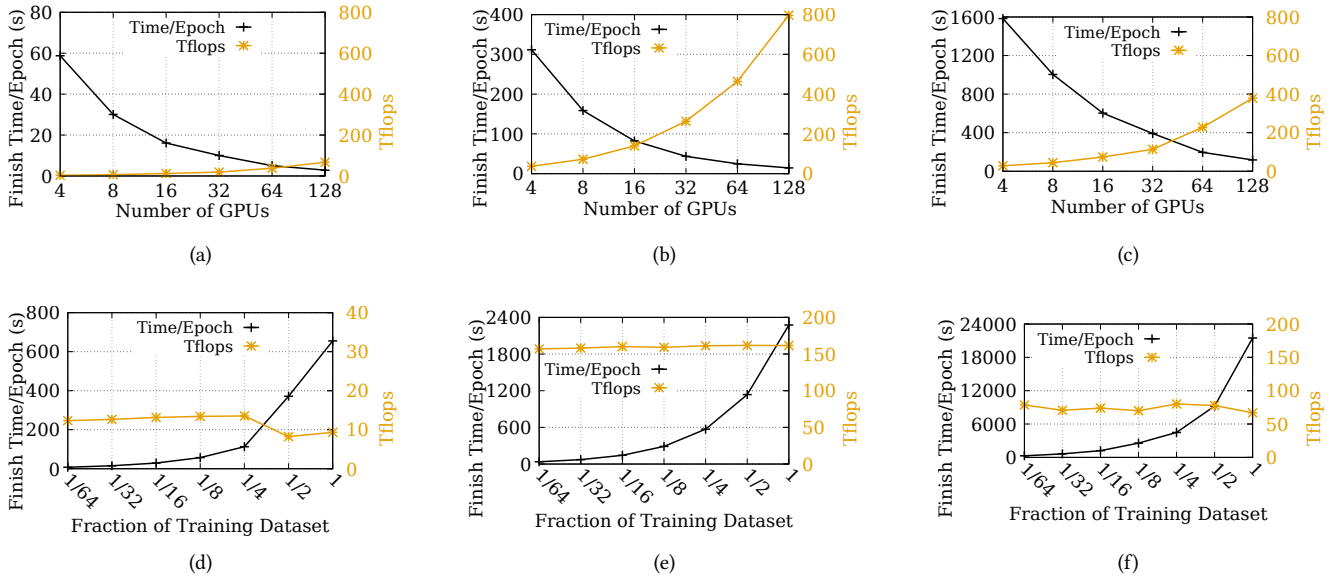 Finish Time/Epoch (s)
80
60
40
20
0
Time/Epoch
Tflops
800
600
400
200
0
Tflops
4 8 16 32 64 128
Number of GPUs
(a)
Finish Time/Epoch (s)
400
300
200
100
0
Time/Epoch
Tflops
800
600
400
200
0
Tflops
4 8 16 32 64 128
Number of GPUs
(b)
Finish Time/Epoch (s)
1600
1200
800
400
0
Time/Epoch
Tflops
800
600
400
200
0
Tflops
4 8 16 32 64 128
Number of GPUs
(c)
Finish Time/Epoch (s)
800
600
400
200
0
Time/Epoch
Tflops
40
30
20
10
0
Tflops
1/64 1/32 1/16 1/8 1/4 1/2 1
Fraction of Training Dataset
(d)
Finish Time/Epoch (s)
2400
1800
1200
600
0
Time/Epoch
Tflops
200
150
100
50
0
Tflops
1/64 1/32 1/16 1/8 1/4 1/2 1
Fraction of Training Dataset
(e)
Finish Time/Epoch (s)
24000
18000
12000
6000
0
Time/Epoch
Tflops
200
150
100
50
0
Tflops
1/64 1/32 1/16 1/8 1/4 1/2 1
Fraction of Training Dataset
(f)